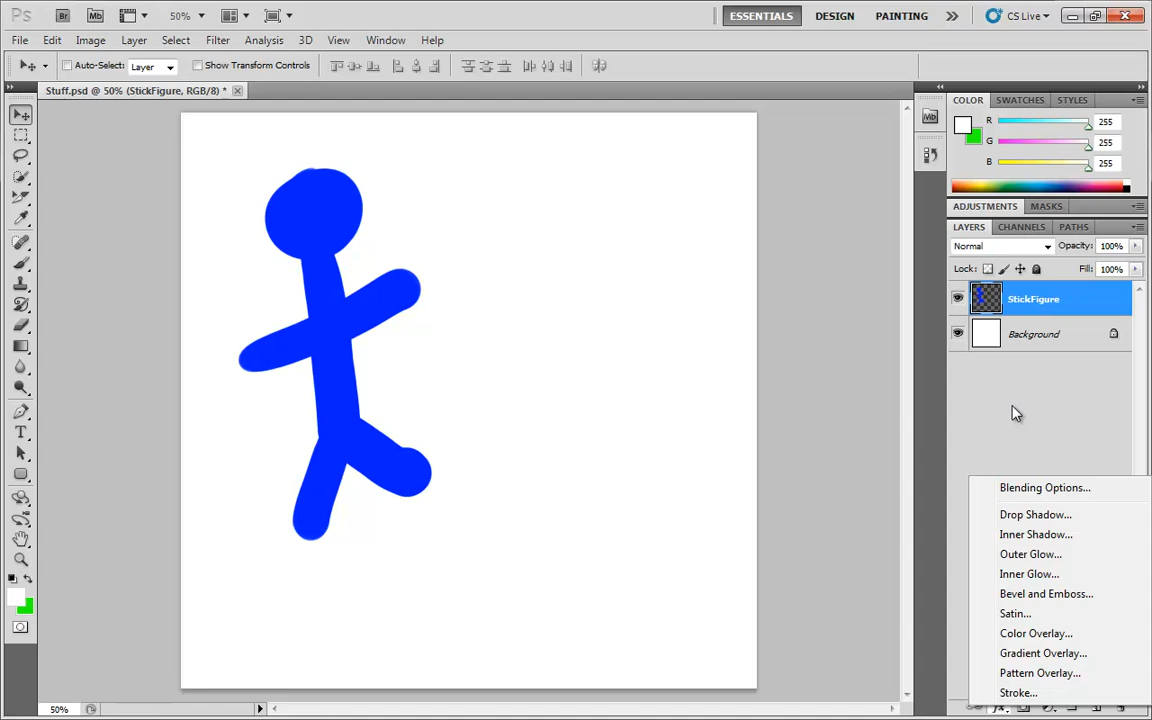 Ps Br Mb 50% ESSENTIALS DESIGN PAINTING CS Live
File Edit Image Layer Select Filter Analysis 3D View Window Help
Auto-Select: Layer Show Transform Controls
Stuff.psd @ 50% (StickFigure, RGB/8) *
COLOR SWATCHES STYLES
Mb
R 255
G 255
B 255
ADJUSTMENTS MASKS
LAYERS CHANNELS PATHS
Normal Opacity: 100%
Lock: Fill: 100%
StickFigure
Background
T
Blending Options...
Drop Shadow...
Inner Shadow...
Outer Glow...
Inner Glow...
Bevel and Emboss...
Satin...
Color Overlay...
Gradient Overlay...
Pattern Overlay...
Stroke...
50%
fx